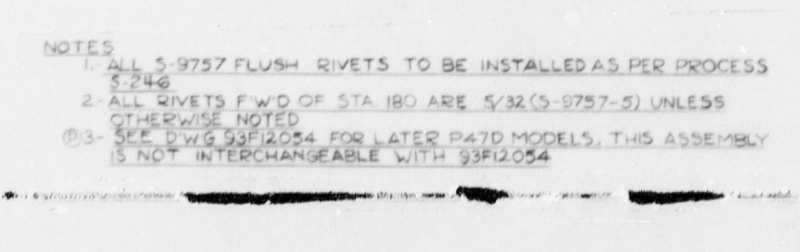 NOTES
1.- ALL S-9757 FLUSH RIVETS TO BE INSTALLED AS PER PROCESS
S-246
2- ALL RIVETS F'W'D OF STA. 180 ARE 5/32 (S-9757-5) UNLESS
OTHERWISE NOTED
Ⓟ3- SEE D'W'G 93F12054 FOR LATER P47D MODELS. THIS ASSEMBLY
IS NOT INTERCHANGEABLE WITH 93F12054